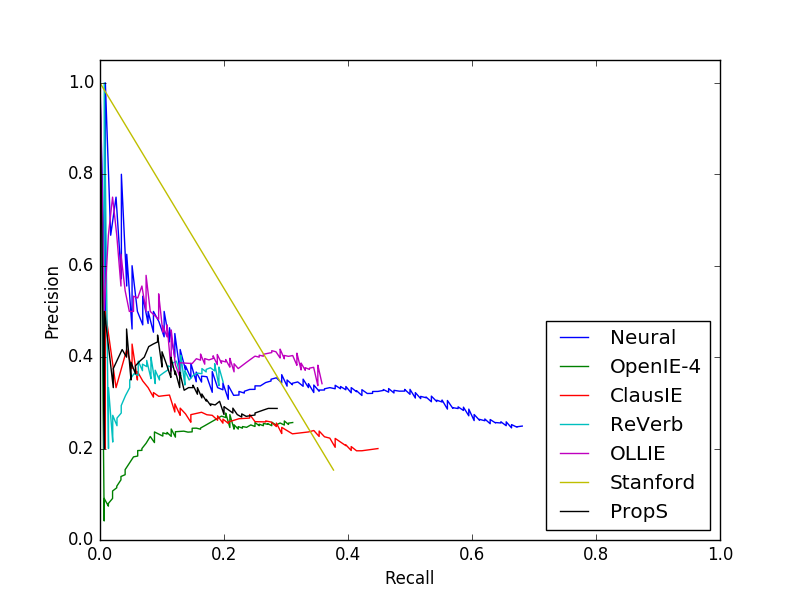 Precision
1.0
0.8
0.6
0.4
0.2
0.0
0.0 0.2 0.4 0.6 0.8 1.0
Recall
Neural
OpenIE-4
ClausIE
ReVerb
OLLIE
Stanford
PropS